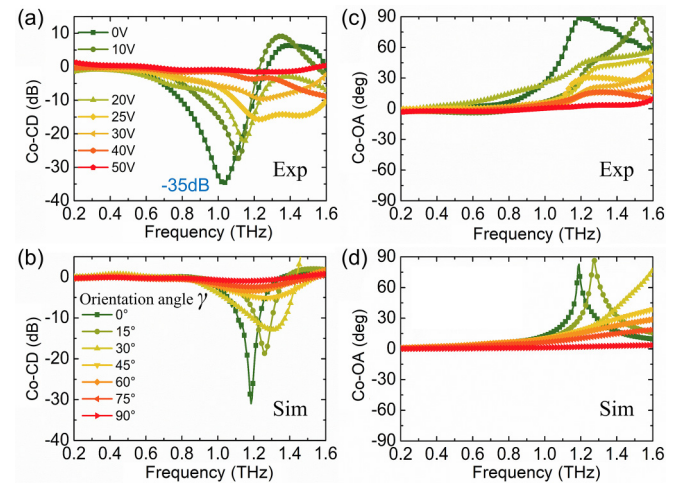 (a)
10
0
-10
-20
-30
-40
Co-CD (dB)
0V
10V
20V
25V
30V
40V
50V
-35dB
Exp
0.2 0.4 0.6 0.8 1.0 1.2 1.4 1.6
Frequency (THz)
(c)
90
60
30
0
-30
-60
-90
Co-OA (deg)
Exp
0.2 0.4 0.6 0.8 1.0 1.2 1.4 1.6
Frequency (THz)
(b)
0
-10
-20
-30
-40
Co-CD (dB)
Orientation angle γ
0°
15°
30°
45°
60°
75°
90°
Sim
0.2 0.4 0.6 0.8 1.0 1.2 1.4 1.6
Frequency (THz)
(d)
90
60
30
0
-30
-60
-90
Co-OA (deg)
Sim
0.2 0.4 0.6 0.8 1.0 1.2 1.4 1.6
Frequency (THz)